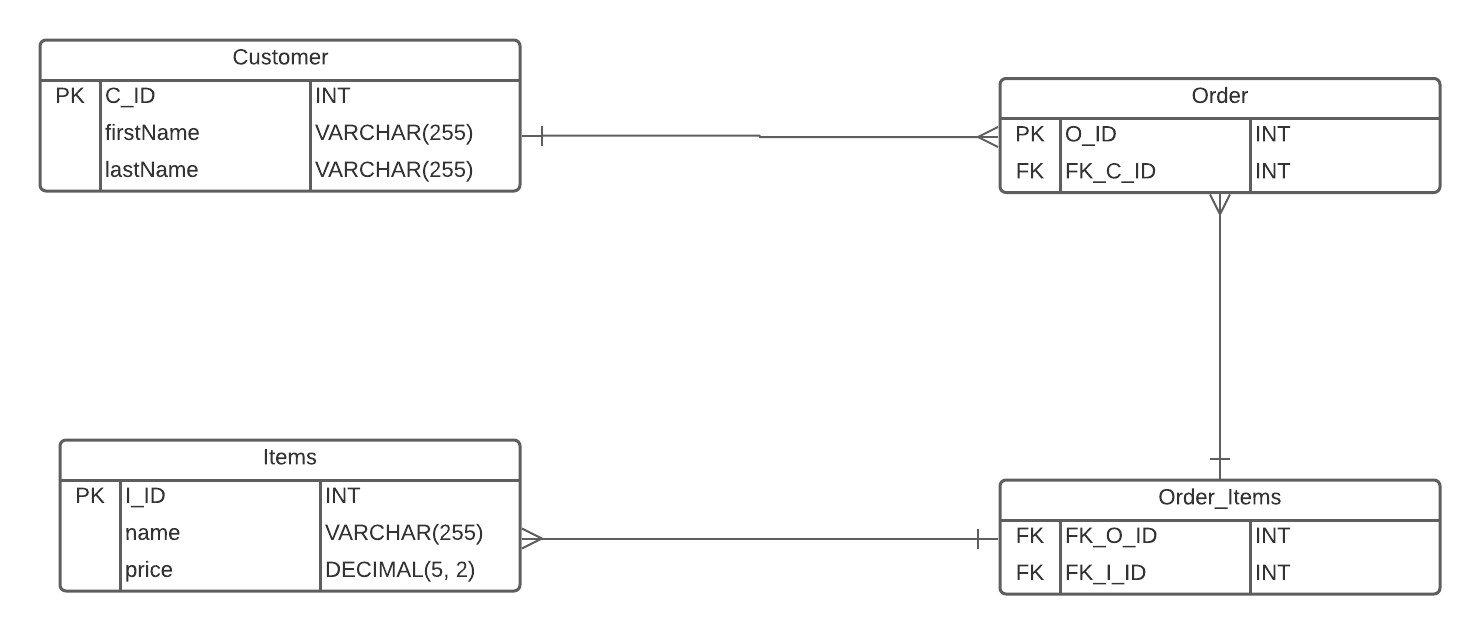 Customer
PK C_ID INT
firstName VARCHAR(255)
lastName VARCHAR(255)
Order
PK O_ID INT
FK FK_C_ID INT
Items
PK I_ID INT
name VARCHAR(255)
price DECIMAL(5, 2)
Order_Items
FK FK_O_ID INT
FK FK_I_ID INT